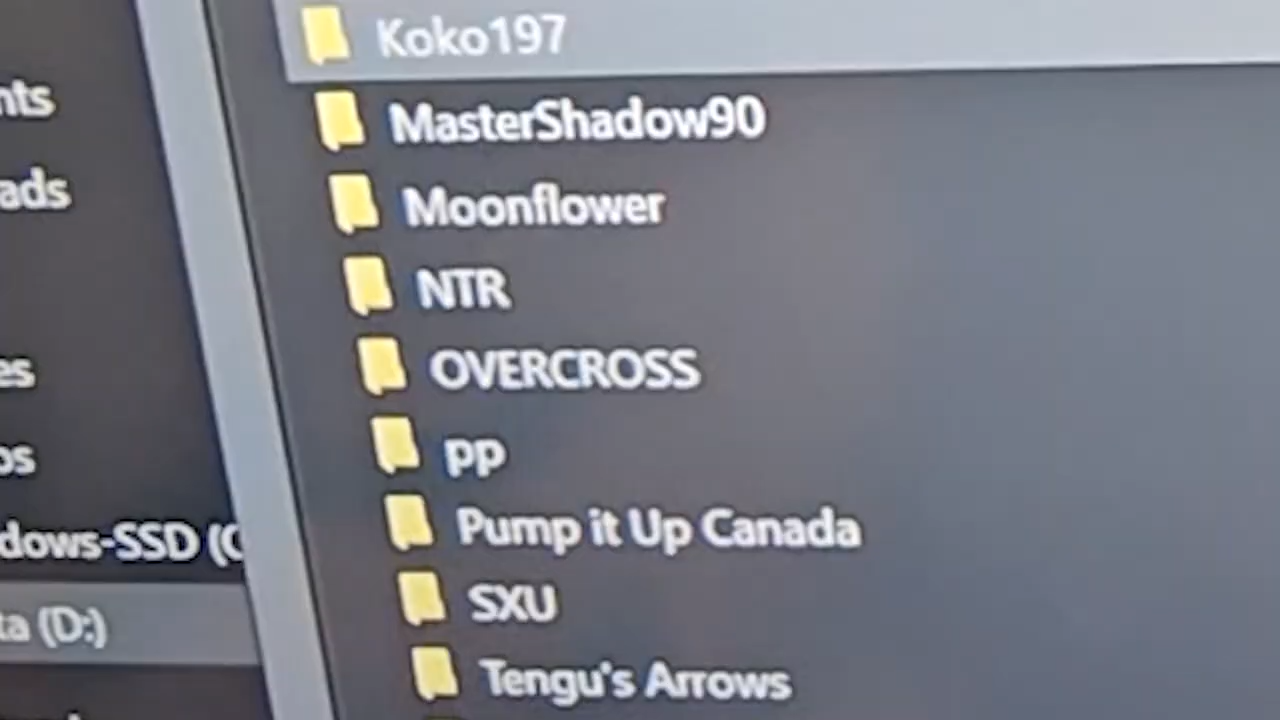 Koko197
MasterShadow90
Moonflower
NTR
OVERCROSS
pp
Pump it Up Canada
SXU
Tengu's Arrows
nts
ads
es
os
dows-SSD (C
ta (D:)